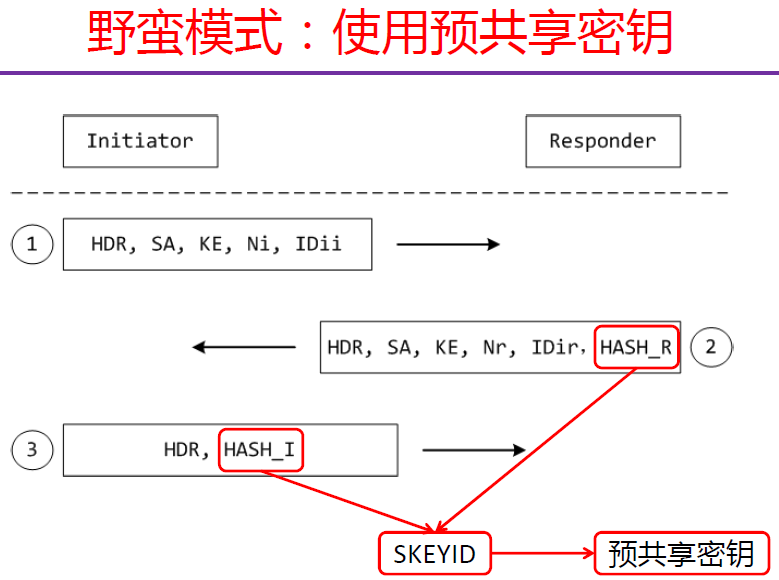 野蛮模式：使用预共享密钥
Initiator
Responder
1
HDR, SA, KE, Ni, IDii
HDR, SA, KE, Nr, IDir, HASH_R
2
3
HDR, HASH_I
SKEYID
预共享密钥